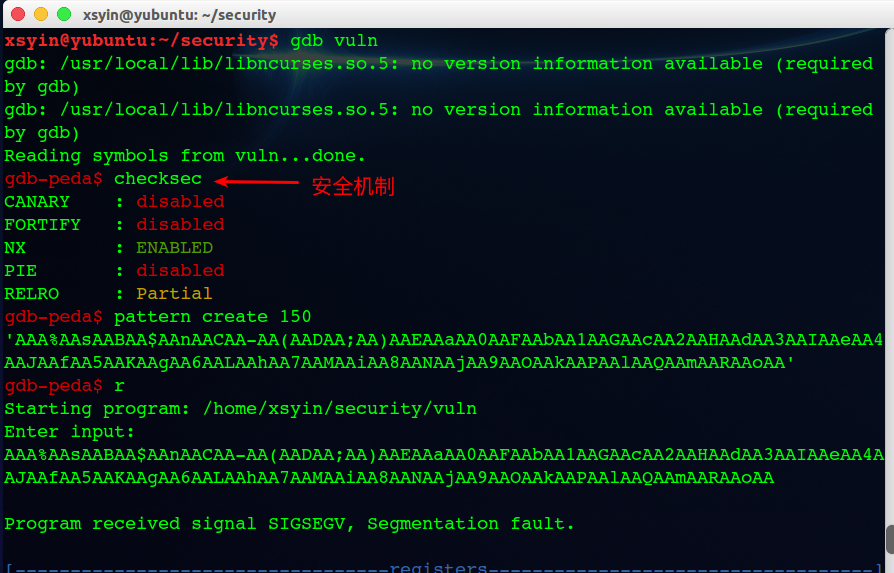 xsyin@yubuntu: ~/security
xsyin@yubuntu:~/security$ gdb vuln
gdb: /usr/local/lib/libncurses.so.5: no version information available (required
by gdb)
gdb: /usr/local/lib/libncurses.so.5: no version information available (required
by gdb)
Reading symbols from vuln...done.
gdb-peda$ checksec
安全机制
CANARY    : disabled
FORTIFY   : disabled
NX        : ENABLED
PIE       : disabled
RELRO     : Partial
gdb-peda$ pattern create 150
'AAA%AAsAABAA$AAnAACAA-AA(AADAA;AA)AAEAAaAA0AAFAAbAA1AAGAAcAA2AAHAAdAA3AAIAAeAA4
AAJAAfAA5AAKAAgAA6AALAAhAA7AAMAAiAA8AANAAjAA9AAOAAkAAPAAlAAQAAmAARAAoAA'
gdb-peda$ r
Starting program: /home/xsyin/security/vuln
Enter input:
AAA%AAsAABAA$AAnAACAA-AA(AADAA;AA)AAEAAaAA0AAFAAbAA1AAGAAcAA2AAHAAdAA3AAIAAeAA4A
AJAAfAA5AAKAAgAA6AALAAhAA7AAMAAiAA8AANAAjAA9AAOAAkAAPAAlAAQAAmAARAAoAA
Program received signal SIGSEGV, Segmentation fault.
[----------------------------------registers-----------------------------------]